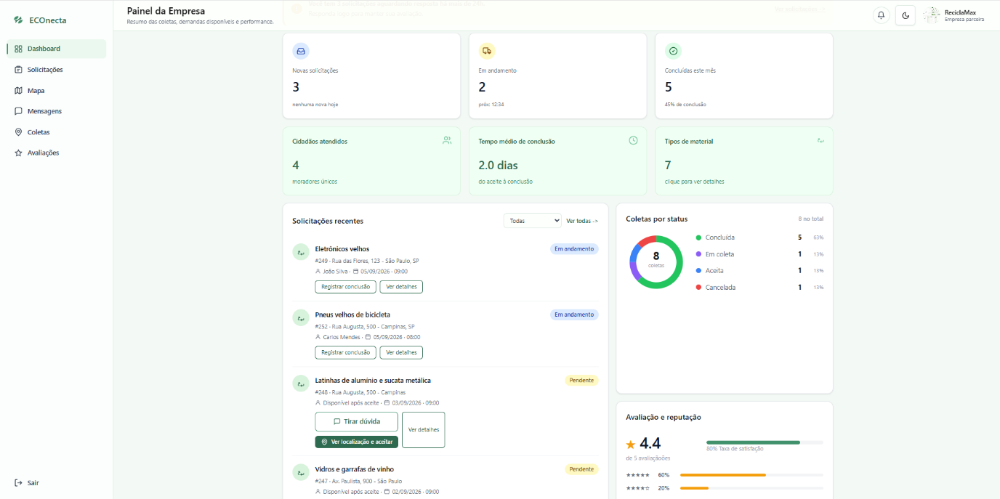 ECOnecta
Dashboard
Solicitações
Mapa
Mensagens
Coletas
Avaliações
Sair
Painel da Empresa
Resumo das coletas, demandas disponíveis e performance.
Ver solicitações →
ReciclaMax
Empresa parceira
Novas solicitações
3
nenhuma nova hoje
Em andamento
2
próx: 12:34
Concluídas este mês
5
45% de conclusão
Cidadãos atendidos
4
moradores únicos
Tempo médio de conclusão
2.0 dias
do aceite à conclusão
Tipos de material
7
clique para ver detalhes
Solicitações recentes
Todas
Ver todas ->
Eletrônicos velhos
Em andamento
#249 · Rua das Flores, 123 - São Paulo, SP
João Silva · 05/09/2026 · 09:00
Registrar conclusão
Ver detalhes
Pneus velhos de bicicleta
Em andamento
#252 · Rua Augusta, 500 - Campinas, SP
Carlos Mendes · 05/09/2026 · 08:00
Registrar conclusão
Ver detalhes
Latinhas de alumínio e sucata metálica
Pendente
#248 · Rua Augusta, 500 - Campinas
Disponível após aceite · 03/09/2026 · 09:00
Tirar dúvida
Ver localização e aceitar
Ver detalhes
Vidros e garrafas de vinho
Pendente
#247 · Av. Paulista, 900 - São Paulo
Disponível após aceite · 02/09/2026 · 09:00
Coletas por status
8 no total
8
coletas
Concluída 5 63%
Em coleta 1 13%
Aceita 1 13%
Cancelada 1 13%
Avaliação e reputação
★ 4.4
de 5 avaliaçãoões
80% Taxa de satisfação
★★★★★ 60%
★★★★☆ 20%